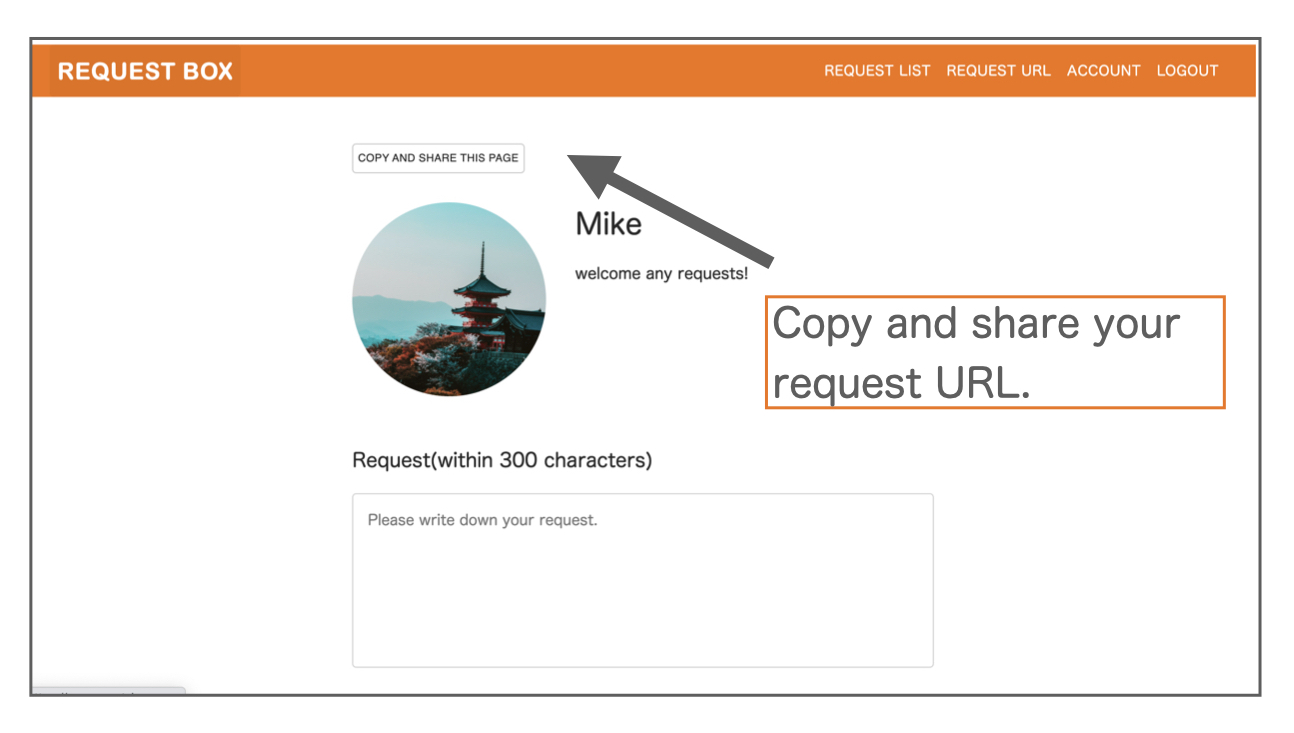 REQUEST BOX
REQUEST LIST REQUEST URL ACCOUNT LOGOUT
COPY AND SHARE THIS PAGE
Mike
welcome any requests!
Copy and share your
request URL.
Request(within 300 characters)
Please write down your request.